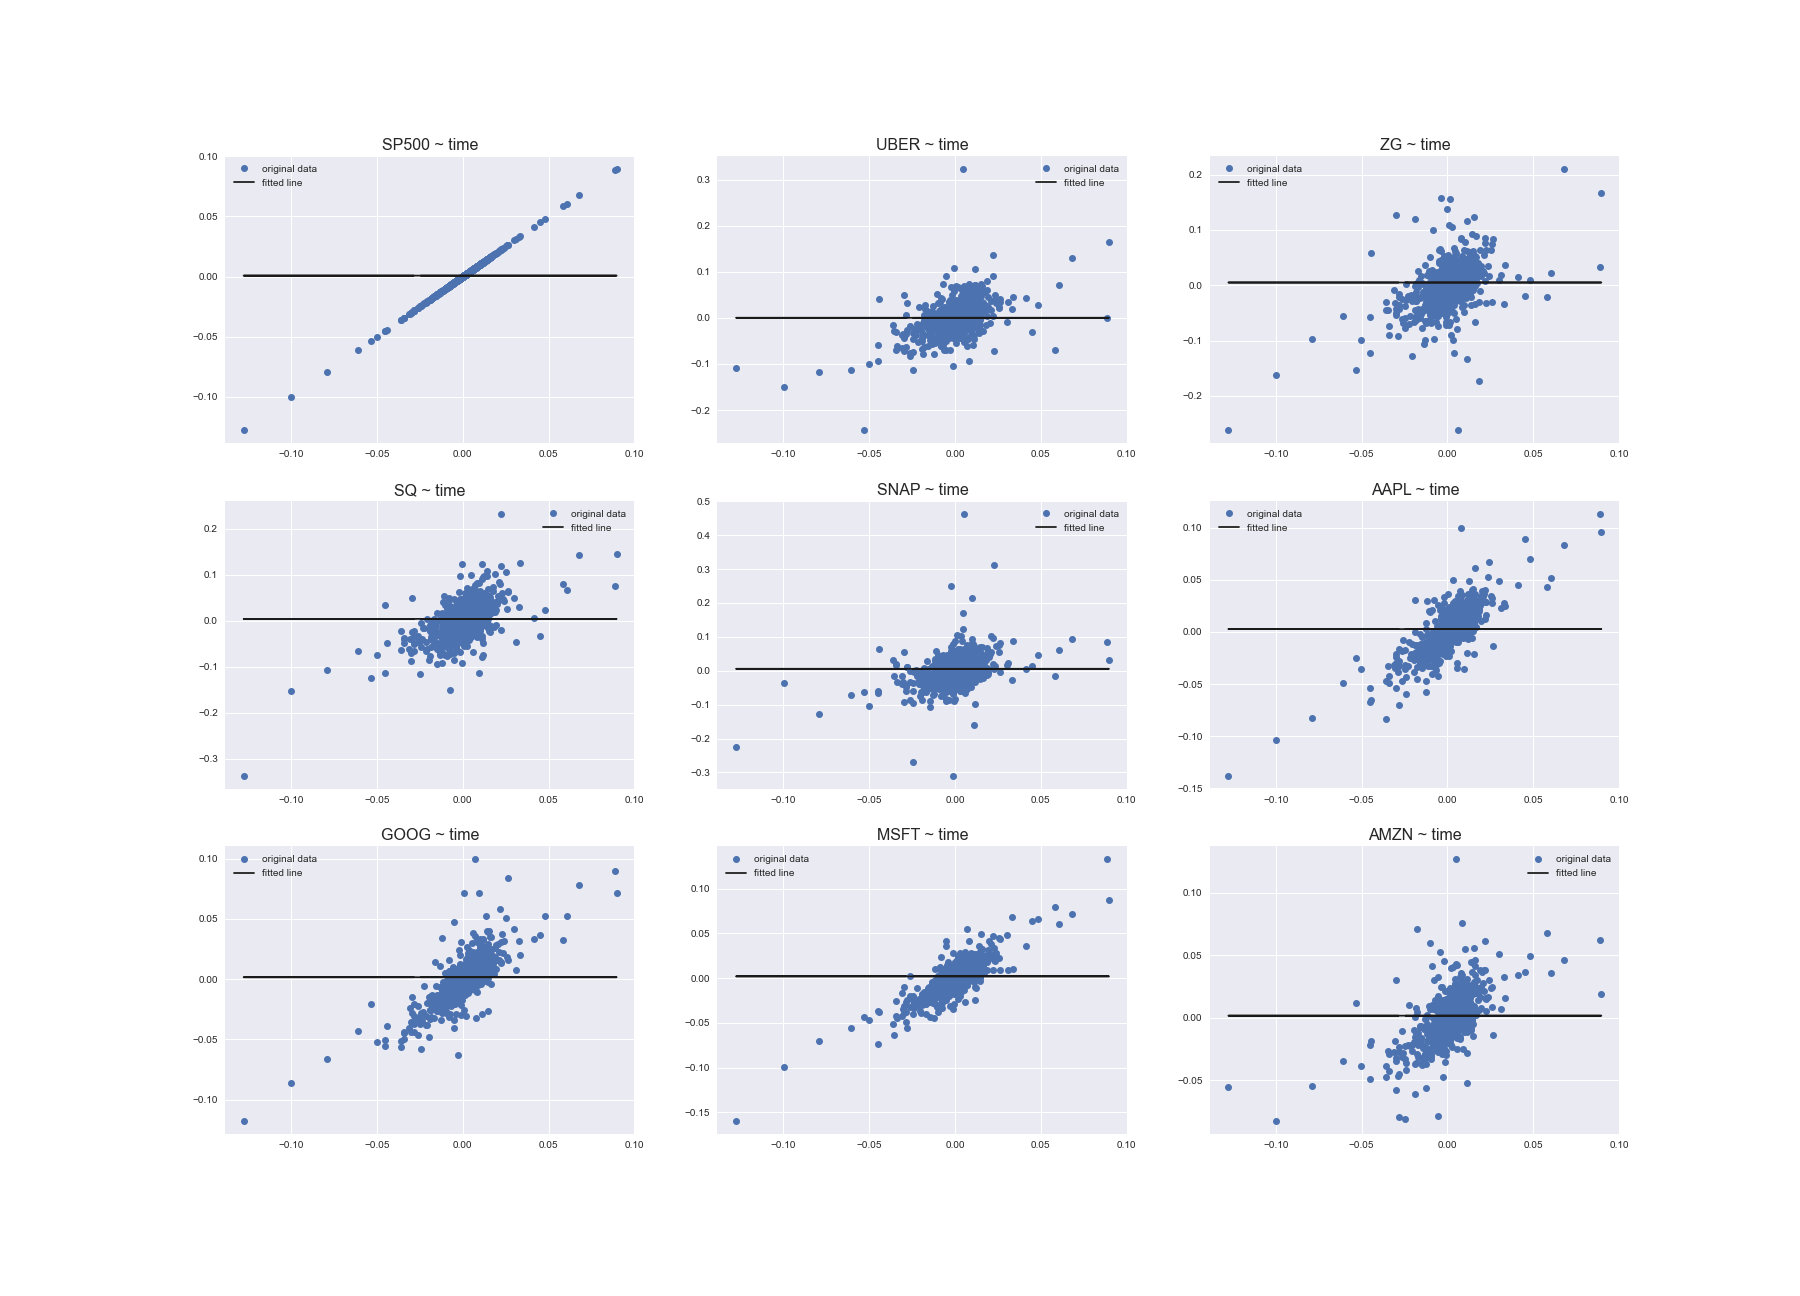 SP500 ~ time
original data
fitted line
0.10
0.05
0.00
−0.05
−0.10
−0.10 −0.05 0.00 0.05 0.10
UBER ~ time
original data
fitted line
0.3
0.2
0.1
0.0
−0.1
−0.2
−0.10 −0.05 0.00 0.05 0.10
ZG ~ time
original data
fitted line
0.2
0.1
0.0
−0.1
−0.2
−0.10 −0.05 0.00 0.05 0.10
SQ ~ time
original data
fitted line
0.2
0.1
0.0
−0.1
−0.2
−0.3
−0.10 −0.05 0.00 0.05 0.10
SNAP ~ time
original data
fitted line
0.5
0.4
0.3
0.2
0.1
0.0
−0.1
−0.2
−0.3
−0.10 −0.05 0.00 0.05 0.10
AAPL ~ time
original data
fitted line
0.10
0.05
0.00
−0.05
−0.10
−0.15
−0.10 −0.05 0.00 0.05 0.10
GOOG ~ time
original data
fitted line
0.10
0.05
0.00
−0.05
−0.10
−0.10 −0.05 0.00 0.05 0.10
MSFT ~ time
original data
fitted line
0.10
0.05
0.00
−0.05
−0.10
−0.15
−0.10 −0.05 0.00 0.05 0.10
AMZN ~ time
original data
fitted line
0.10
0.05
0.00
−0.05
−0.10 −0.05 0.00 0.05 0.10